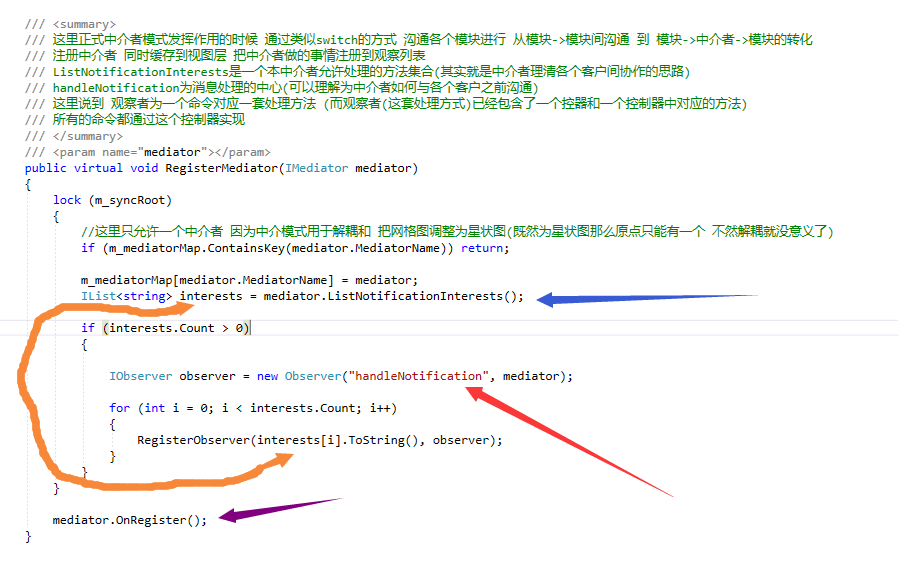 /// <summary>
/// 这里正式中介者模式发挥作用的时候 通过类似switch的方式 沟通各个模块进行 从模块->模块间沟通 到 模块->中介者->模块的转化
/// 注册中介者 同时缓存到视图层 把中介者做的事情注册到观察列表
/// ListNotificationInterests是一个本中介者允许处理的方法集合(其实就是中介者理清各个客户间协作的思路)
/// handleNotification为消息处理的中心(可以理解为中介者如何与各个客户之前沟通)
/// 这里说到 观察者为一个命令对应一套处理方法 (而观察者(这套处理方式)已经包含了一个控器和一个控制器中对应的方法)
/// 所有的命令都通过这个控制器实现
/// </summary>
/// <param name="mediator"></param>
public virtual void RegisterMediator(IMediator mediator)
{
lock (m_syncRoot)
{
//这里只允许一个中介者 因为中介模式用于解耦和 把网格图调整为星状图(既然为星状图那么原点只能有一个 不然解耦就没意义了)
if (m_mediatorMap.ContainsKey(mediator.MediatorName)) return;
m_mediatorMap[mediator.MediatorName] = mediator;
IList<string> interests = mediator.ListNotificationInterests();
if (interests.Count > 0)
{
IObserver observer = new Observer("handleNotification", mediator);
for (int i = 0; i < interests.Count; i++)
{
RegisterObserver(interests[i].ToString(), observer);
}
}
}
mediator.OnRegister();
}